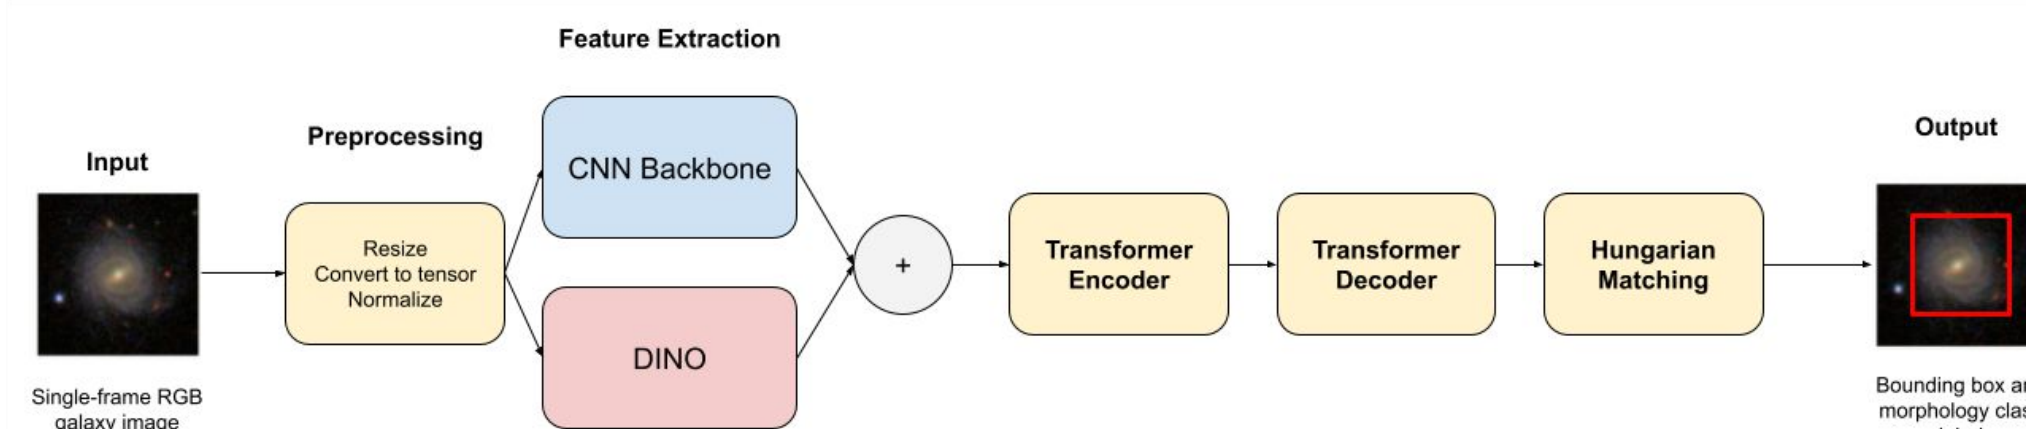 Feature Extraction
Preprocessing
Input
Output
CNN Backbone
Resize
Convert to tensor
Normalize
+
Transformer
Encoder
Transformer
Decoder
Hungarian
Matching
DINO
Single-frame RGB
galaxy image
Bounding box
morphology